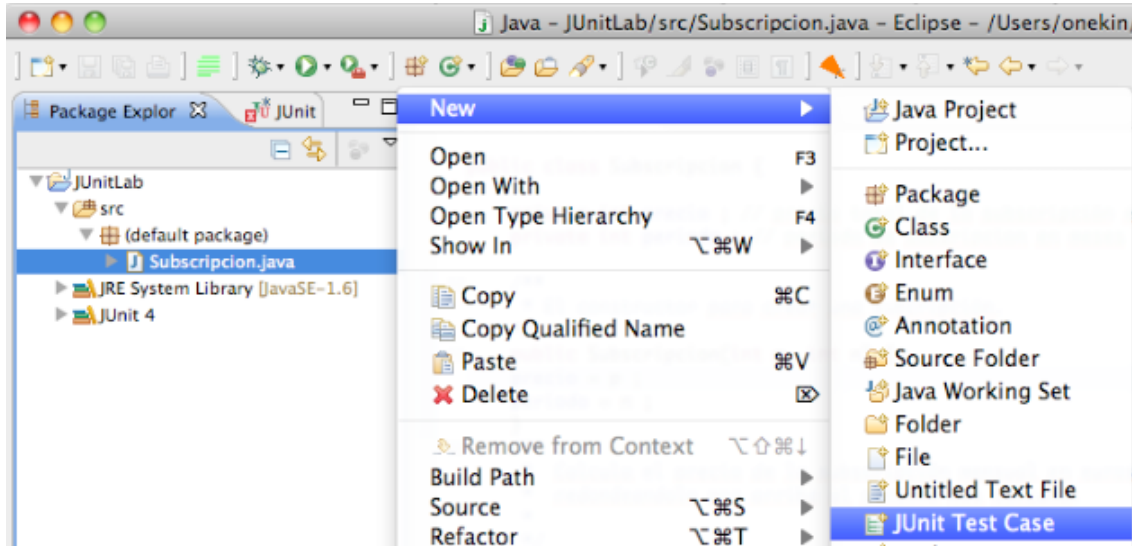 Java – JUnitLab/src/Subscripcion.java – Eclipse – /Users/onekin/
Package Explor
JUnit
JUnitLab
src
(default package)
Subscripcion.java
JRE System Library [JavaSE-1.6]
JUnit 4
New
Open F3
Open With
Open Type Hierarchy F4
Show In ⌥⌘W
Copy ⌘C
Copy Qualified Name
Paste ⌘V
Delete ⌦
Remove from Context ⌥⇧⌘↓
Build Path
Source ⌥⌘S
Refactor ⌥⌘T
Java Project
Project...
Package
Class
Interface
Enum
Annotation
Source Folder
Java Working Set
Folder
File
Untitled Text File
JUnit Test Case